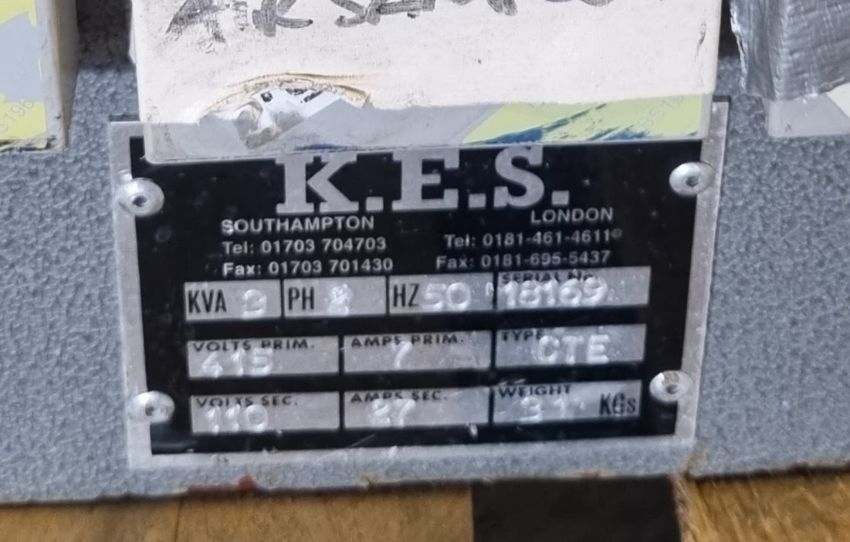 K.E.S.
SOUTHAMPTON LONDON
Tel: 01703 704703 Tel: 0181-461-4611
Fax: 01703 701430 Fax: 0181-695-5437
KVA PH HZ 50 SERIAL No. 18169
VOLTS PRIM. 415 AMPS PRIM. 7 TYPE CTE
VOLTS SEC. 110 AMPS SEC. 27 WEIGHT KGs